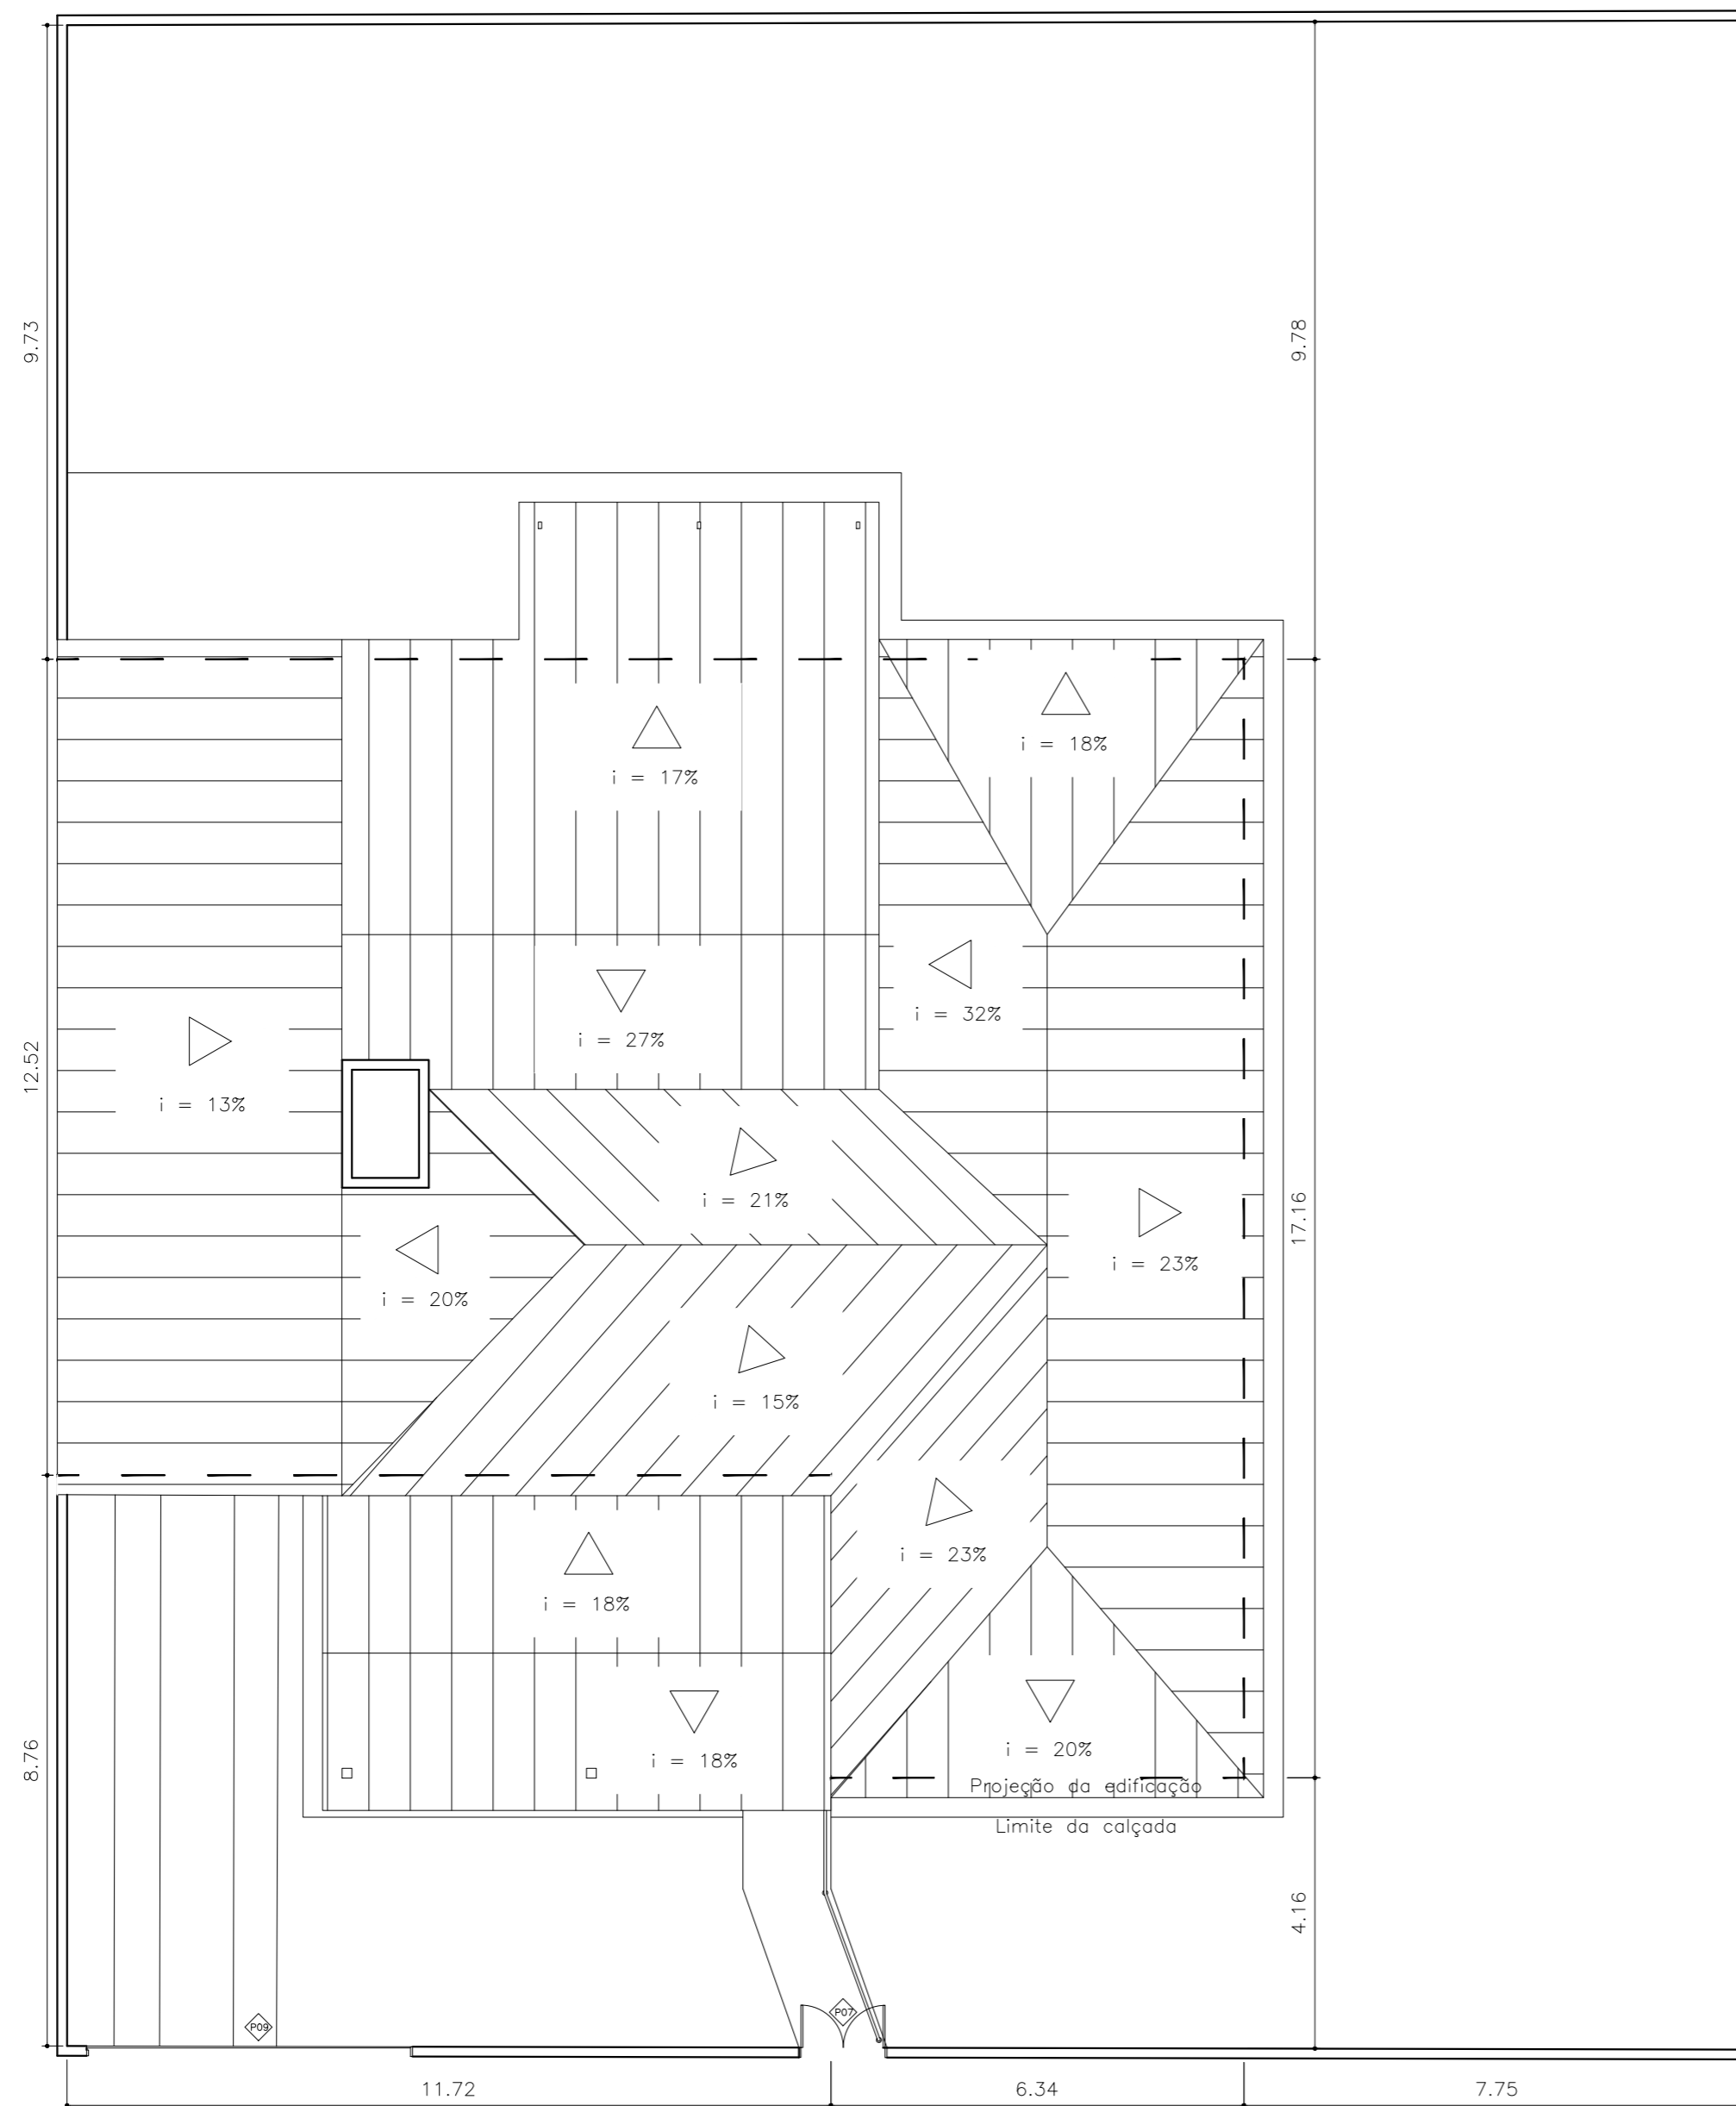 9.73
9.78
i = 18%
i = 17%
i = 32%
i = 27%
12.52
i = 13%
i = 21%
17.16
i = 23%
i = 20%
i = 15%
i = 23%
i = 18%
i = 20%
i = 18%
8.76
Projeção da edificação
Limite da calçada
4.16
P07
P09
11.72
6.34
7.75